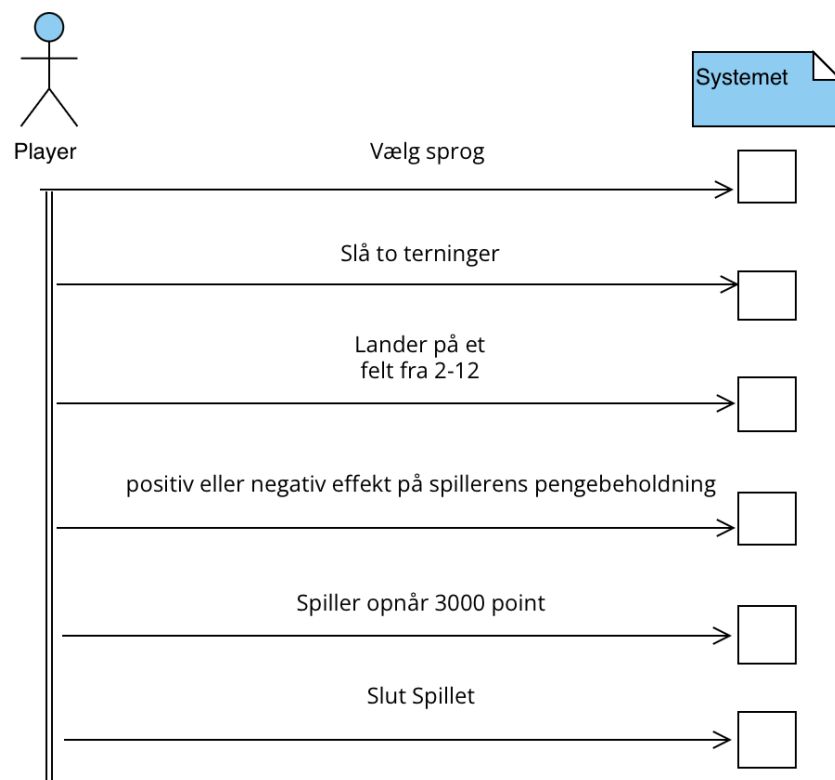 Systemet
Player
Vælg sprog
Slå to terninger
Lander på et
felt fra 2-12
positiv eller negativ effekt på spillerens pengebeholdning
Spiller opnår 3000 point
Slut Spillet